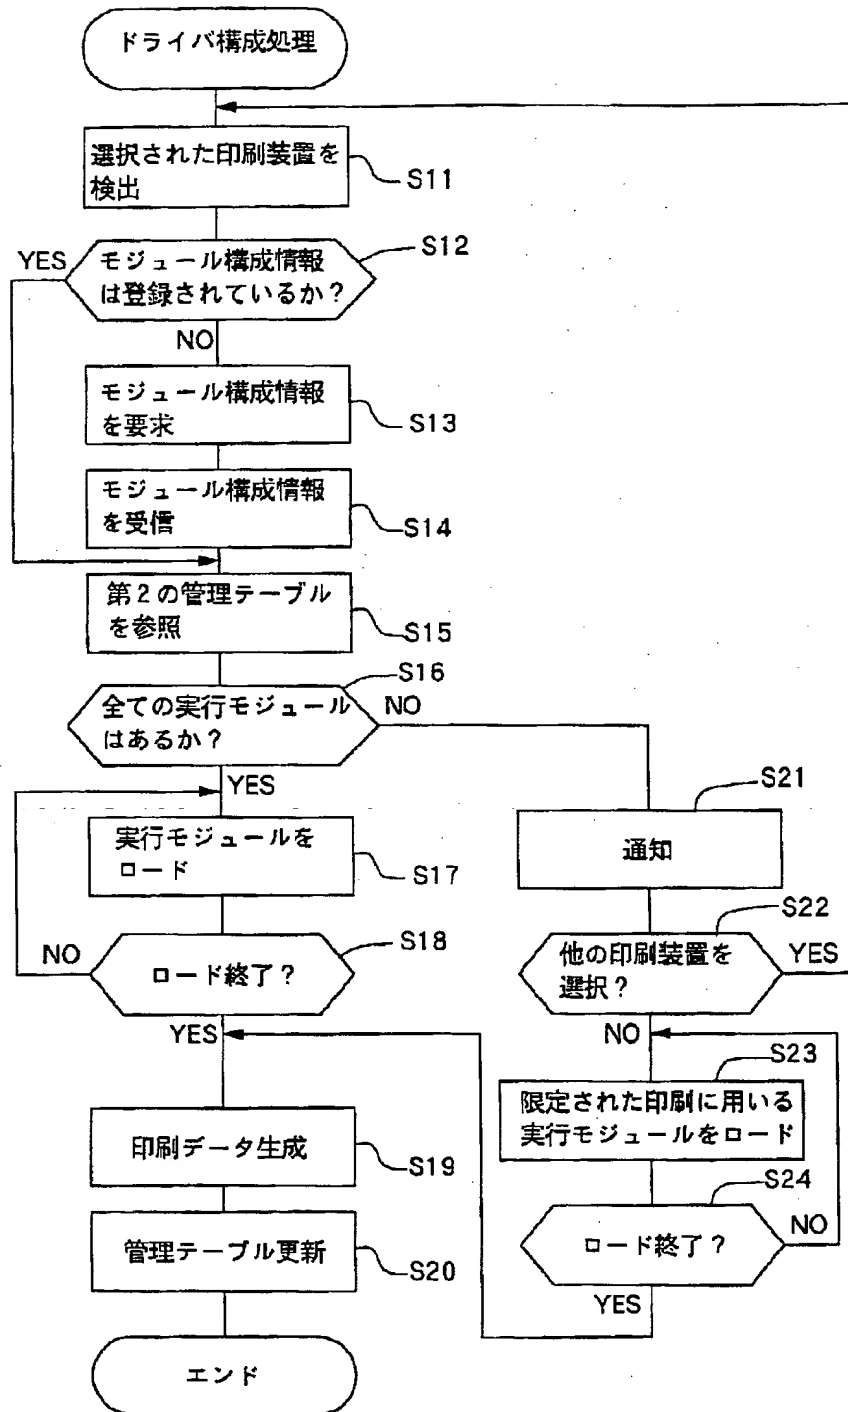 ドライバ構成処理
選択された印刷装置を
検出
S11
モジュール構成情報
は登録されているか?
S12
YES
NO
モジュール構成情報
を要求
S13
モジュール構成情報
を受信
S14
第2の管理テーブル
を参照
S15
全ての実行モジュール
はあるか?
S16
NO
YES
実行モジュールを
ロード
S17
ロード終了?
S18
NO
YES
印刷データ生成
S19
管理テーブル更新
S20
エンド
S21
通知
S22
他の印刷装置を
選択?
YES
NO
S23
限定された印刷に用いる
実行モジュールをロード
S24
ロード終了?
NO
YES